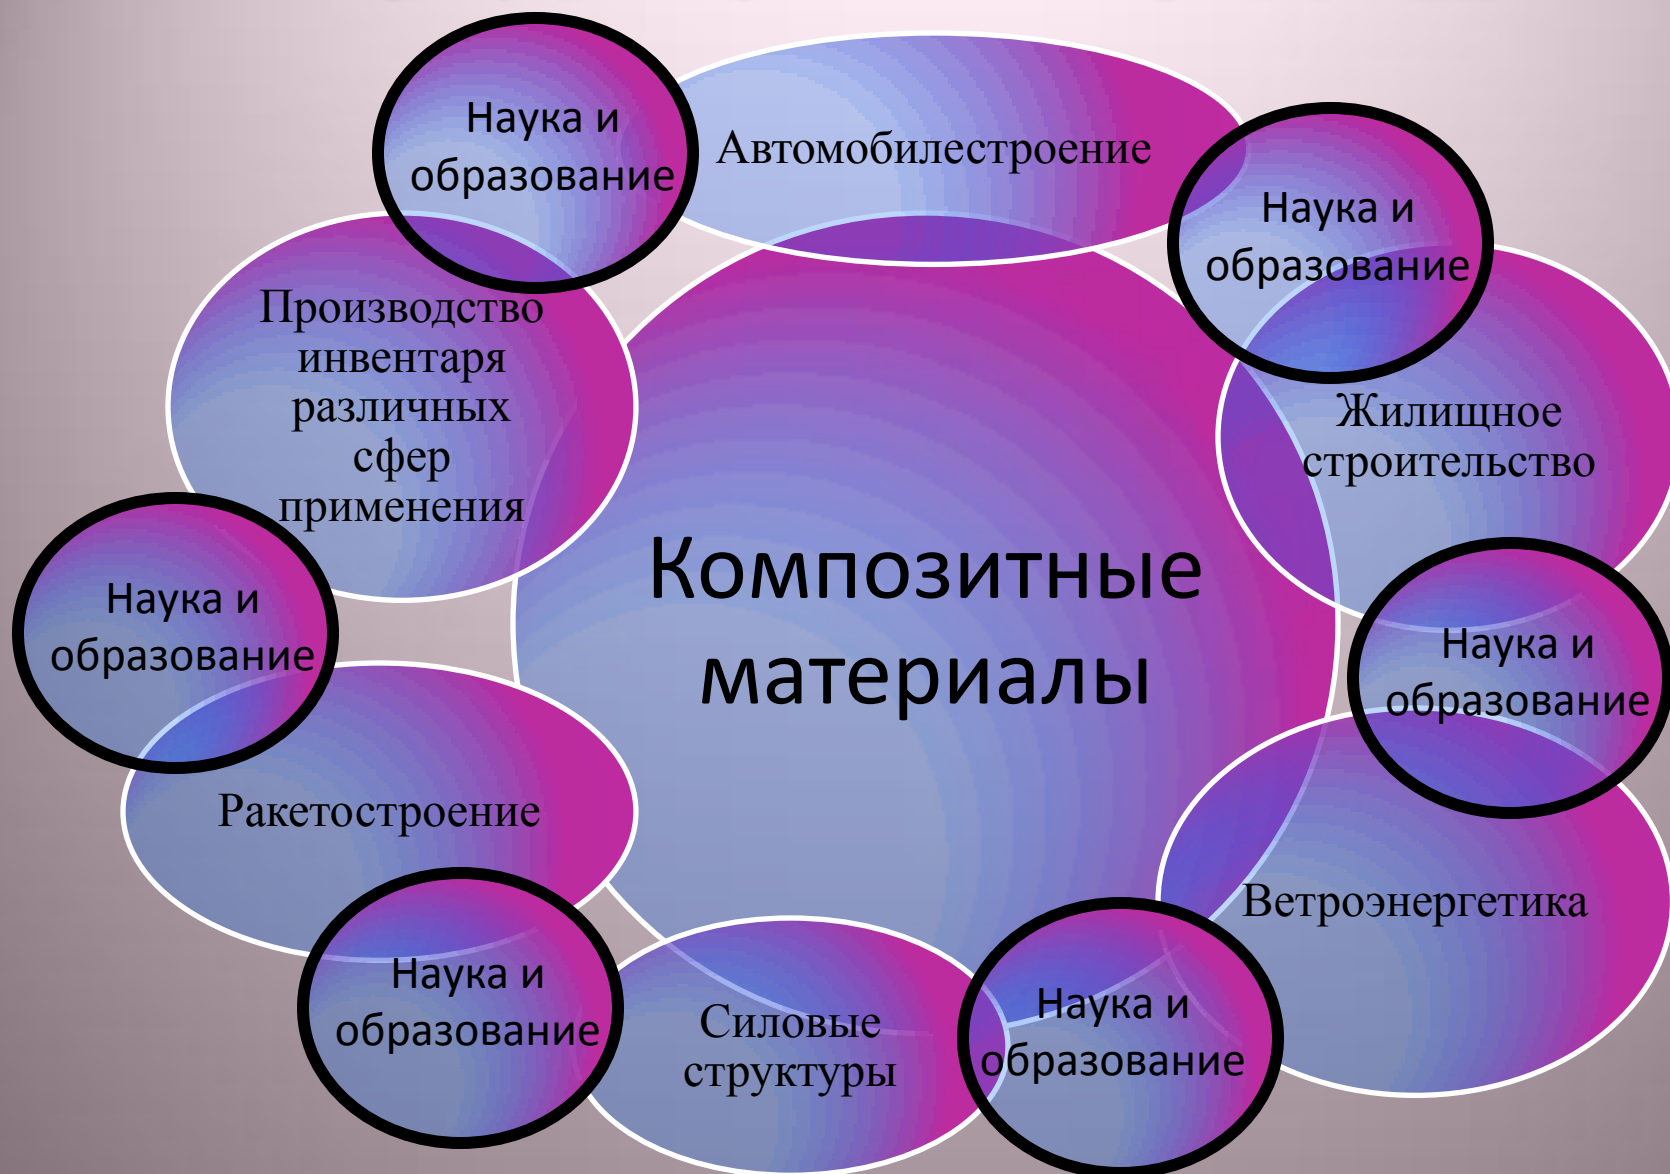 Наука и
образование
Автомобилестроение
Наука и
образование
Производство
инвентаря
различных
сфер
применения
Жилищное
строительство
Композитные
материалы
Наука и
образование
Наука и
образование
Ракетостроение
Ветроэнергетика
Наука и
образование
Силовые
структуры
Наука и
образование